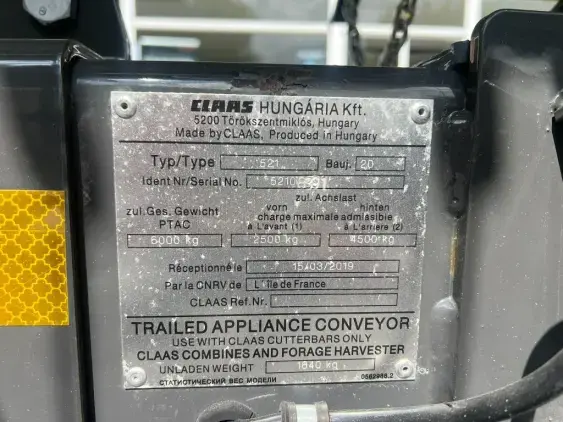 CLAAS HUNGÁRIA Kft.
5200 Törökszentmiklós, Hungary
Made by CLAAS, Produced in Hungary
Typ/Type 521 Bauj. 20
Ident Nr/Serial No.
zul. Achslast
zul. Ges. Gewicht vorn hinten
PTAC charge maximale admissible
à L'avant (1) à L'arriere (2)
6000 kg 2500 kg 4500 kg
Réceptionné le 15/03/2019
Par la CNRV de L' Ile de France
CLAAS Ref. Nr.
TRAILED APPLIANCE CONVEYOR
USE WITH CLAAS CUTTERBARS ONLY
CLAAS COMBINES AND FORAGE HARVESTER
UNLADEN WEIGHT 1640 kg
СТАТИСТИЧЕСКИЙ ВЕС МОДЕЛИ